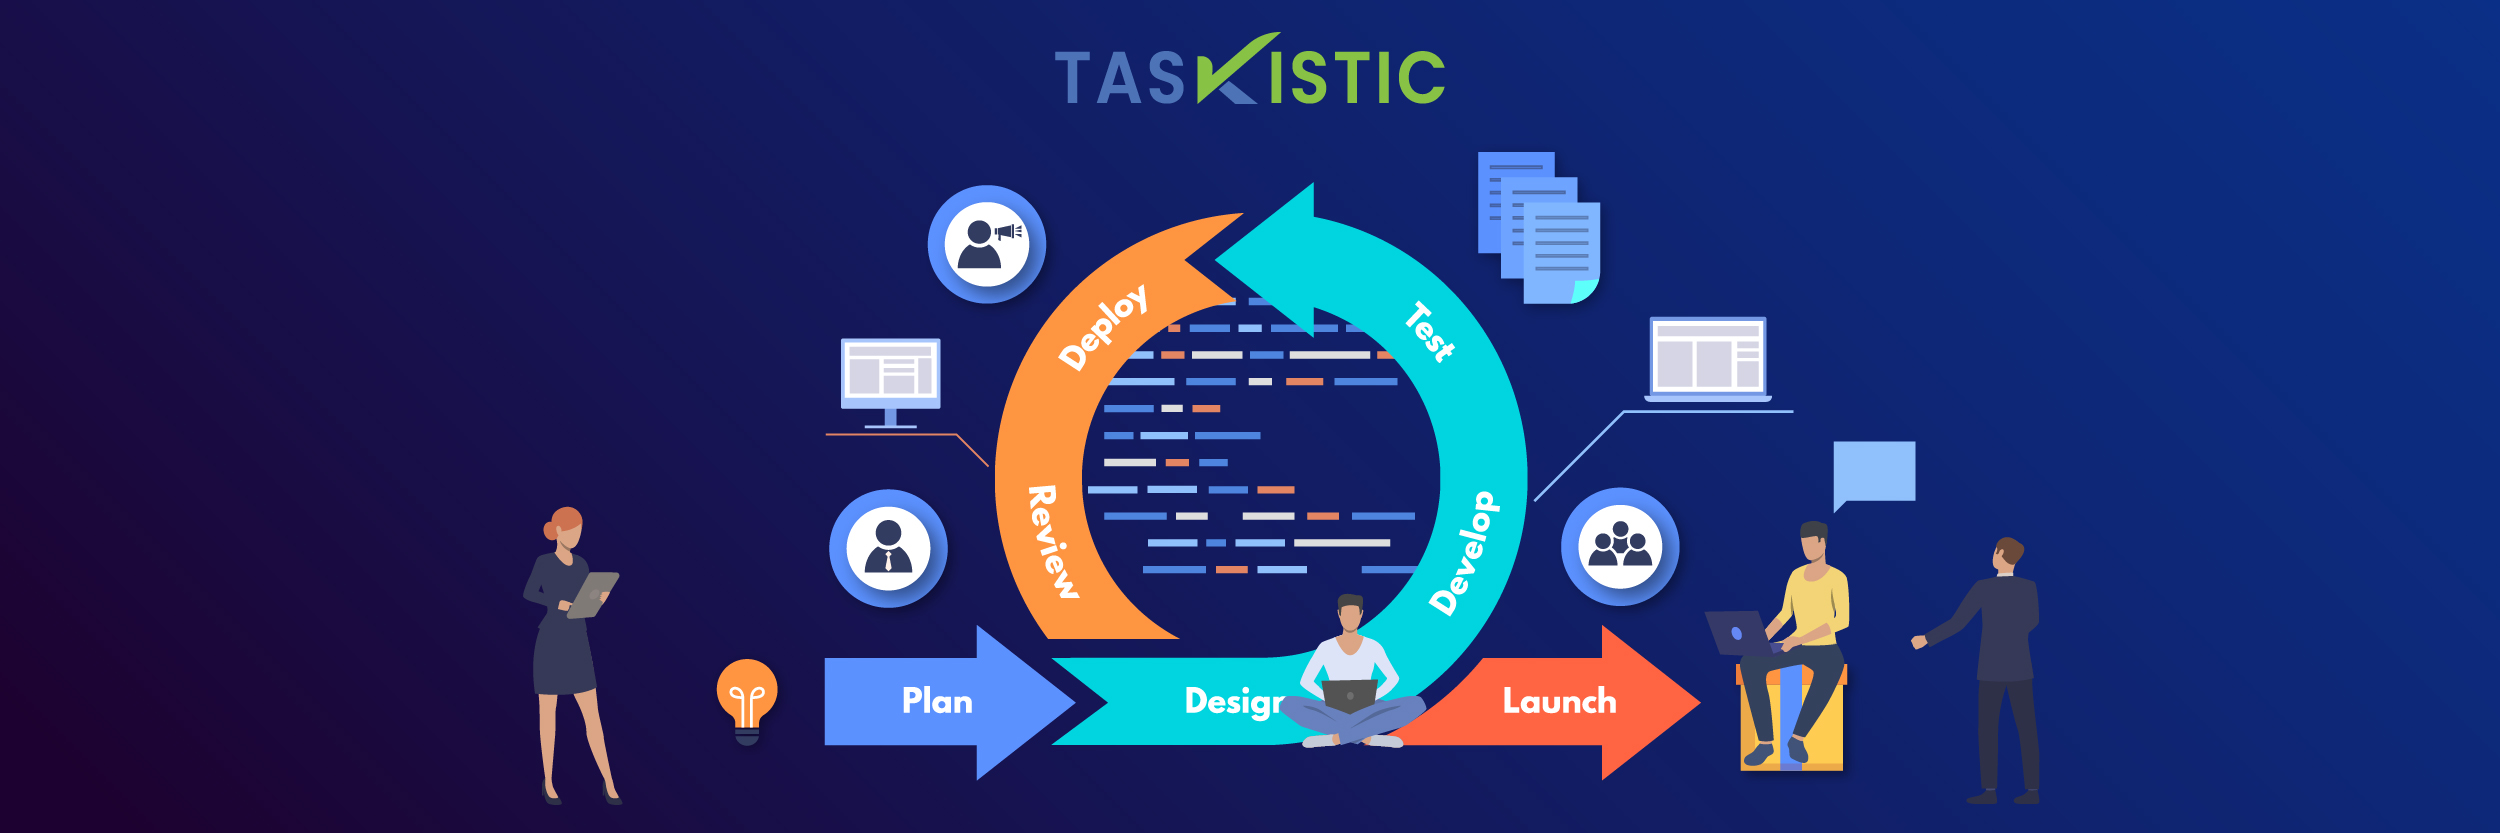 TASKISTIC
Deploy
Test
Review
Develop
Plan
Design
Launch